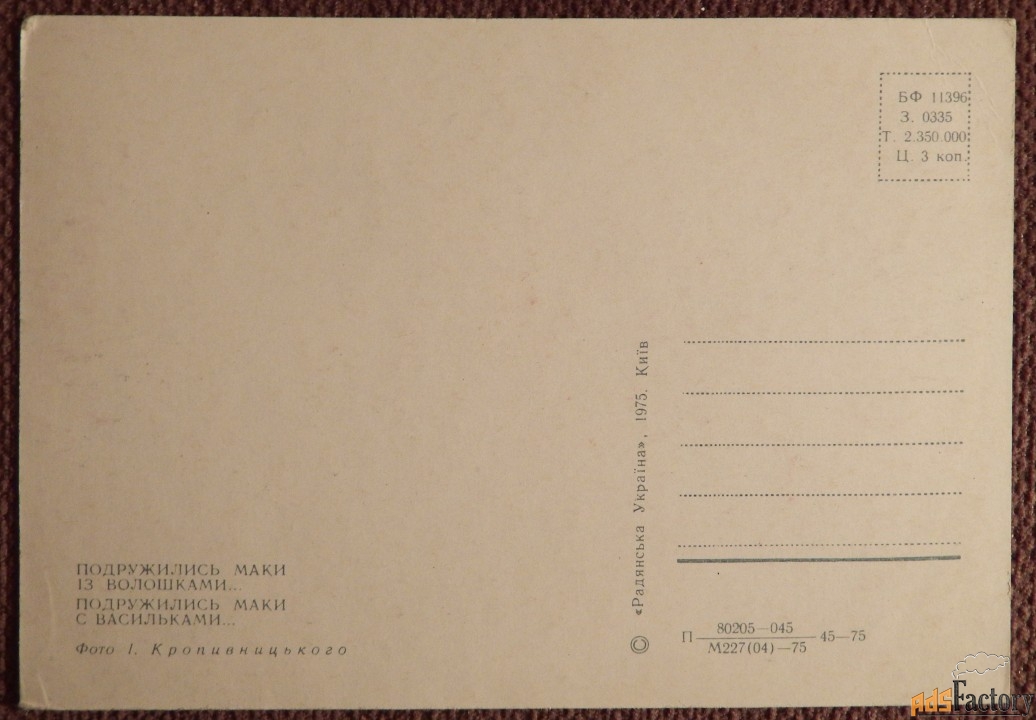 БФ 11396
З. 0335
Т. 2.350.000
Ц. 3 коп.
ПОДРУЖИЛИСЬ МАКИ
ІЗ ВОЛОШКАМИ...
ПОДРУЖИЛИСЬ МАКИ
С ВАСИЛЬКАМИ...
Фото І. Кропивницького
© «Радянська Україна», 1975. Київ
П 80205—045 45—75
М227(04)—75
adsFactory